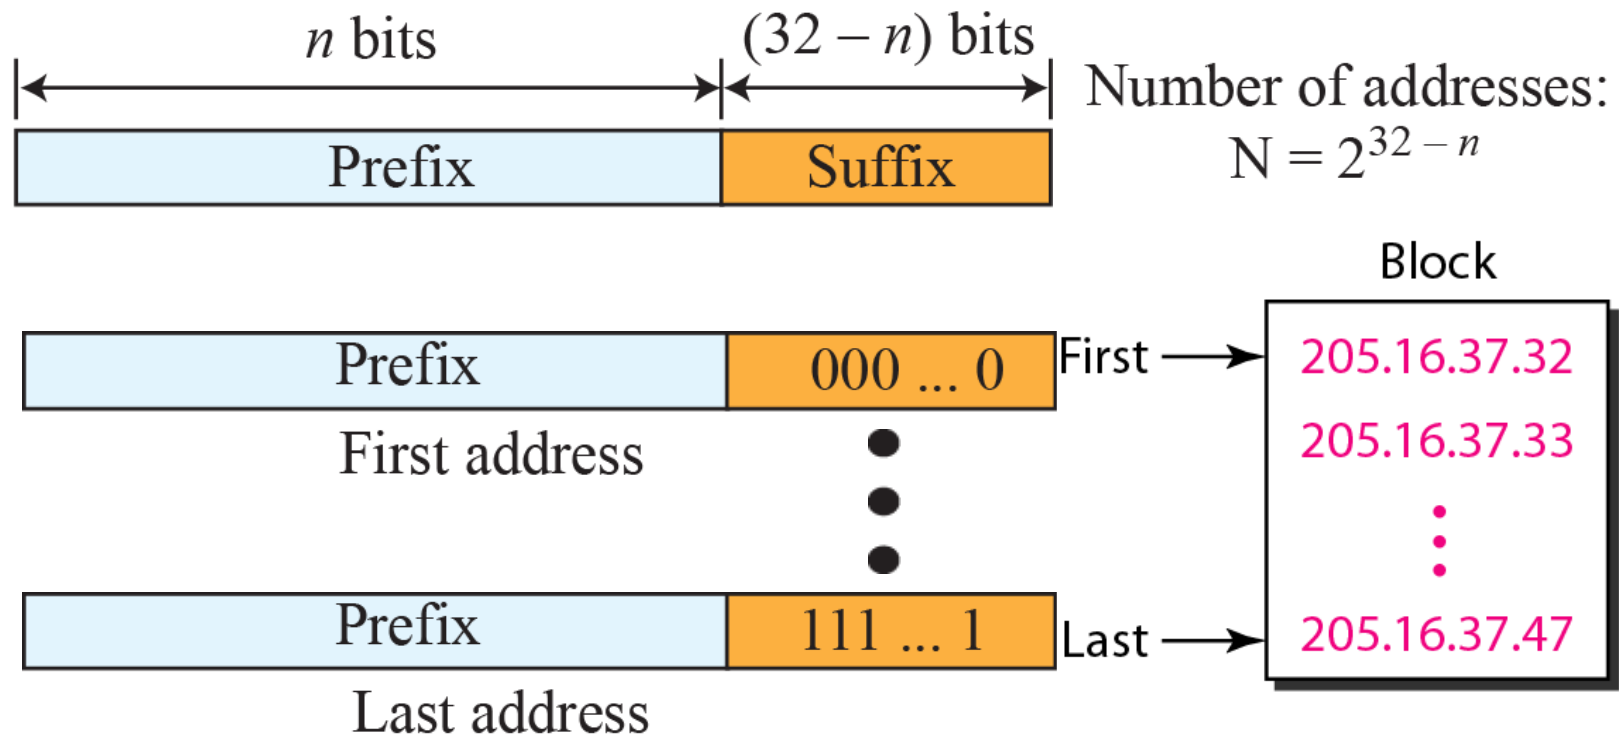 n bits
(32 – n) bits
Number of addresses:
N = 2^{32 – n}
Prefix
Suffix
Block
Prefix
000 ... 0
First
205.16.37.32
205.16.37.33
First address
Prefix
111 ... 1
Last
205.16.37.47
Last address